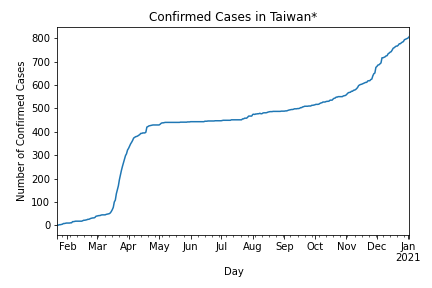 Confirmed Cases in Taiwan*
Number of Confirmed Cases
800
700
600
500
400
300
200
100
0
Feb Mar Apr May Jun Jul Aug Sep Oct Nov Dec Jan
2021
Day